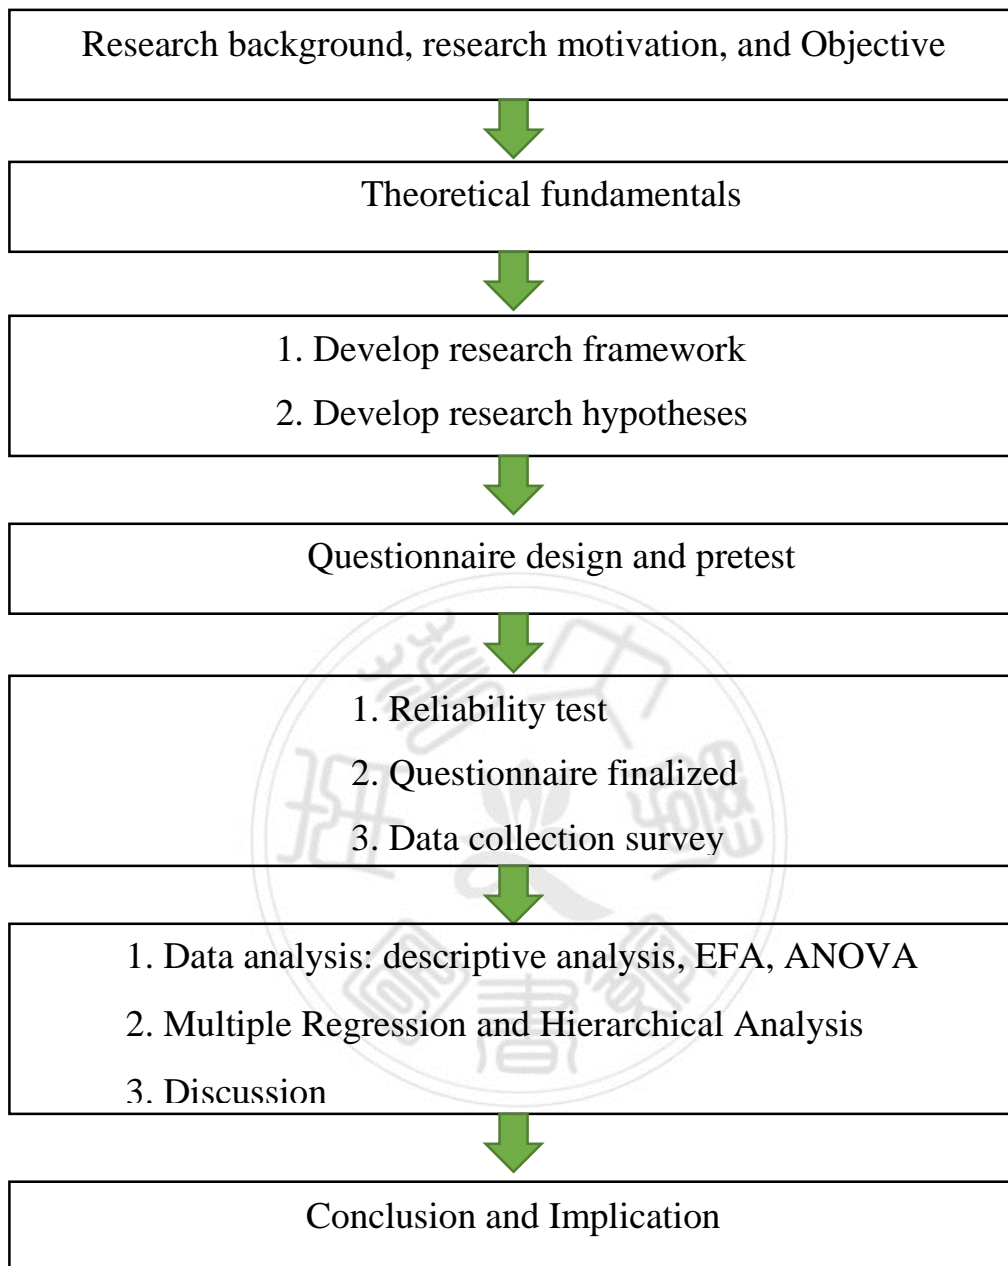 Research background, research motivation, and Objective
Theoretical fundamentals
1. Develop research framework
2. Develop research hypotheses
Questionnaire design and pretest
1. Reliability test
2. Questionnaire finalized
3. Data collection survey
1. Data analysis: descriptive analysis, EFA, ANOVA
2. Multiple Regression and Hierarchical Analysis
3. Discussion
Conclusion and Implication